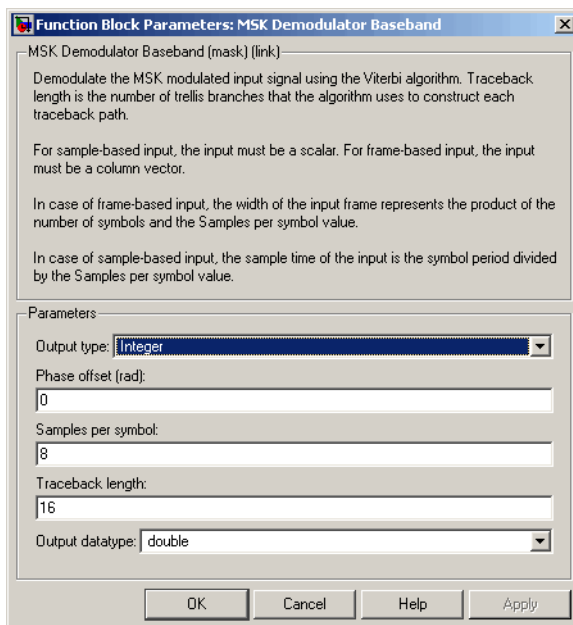 Function Block Parameters: MSK Demodulator Baseband
MSK Demodulator Baseband (mask) (link)
Demodulate the MSK modulated input signal using the Viterbi algorithm. Traceback
length is the number of trellis branches that the algorithm uses to construct each
traceback path.
For sample-based input, the input must be a scalar. For frame-based input, the input
must be a column vector.
In case of frame-based input, the width of the input frame represents the product of the
number of symbols and the Samples per symbol value.
In case of sample-based input, the sample time of the input is the symbol period divided
by the Samples per symbol value.
Parameters
Output type: Integer
Phase offset (rad):
0
Samples per symbol:
8
Traceback length:
16
Output datatype: double
OK Cancel Help Apply